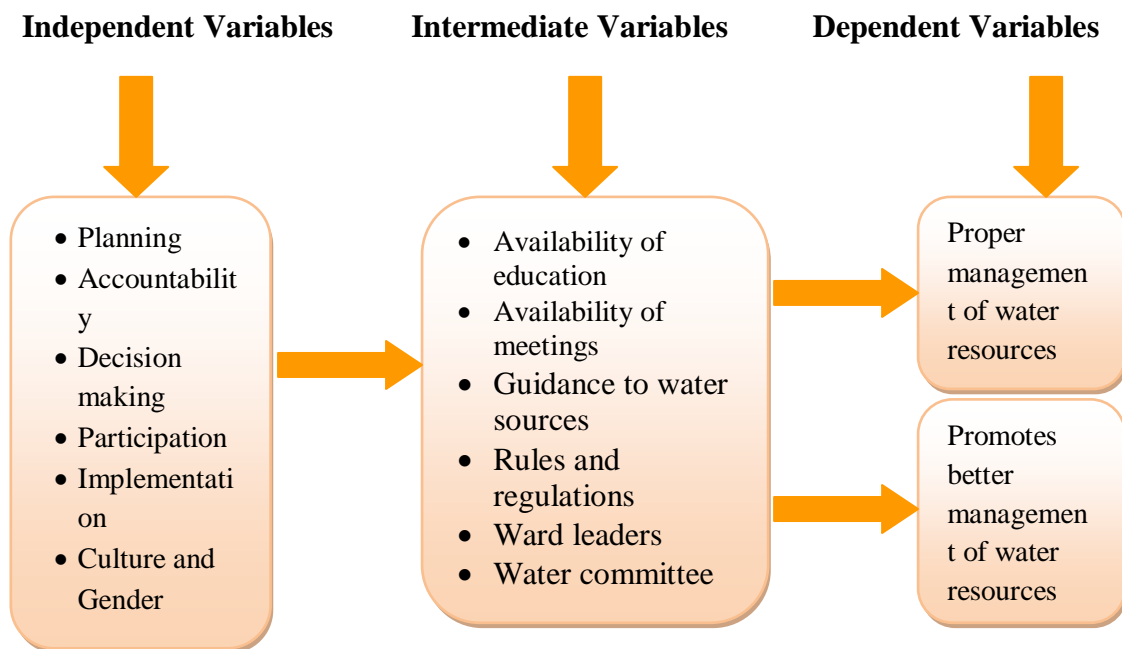 Independent Variables
Intermediate Variables
Dependent Variables
• Planning
• Accountabilit
y
• Decision
making
• Participation
• Implementati
on
• Culture and
Gender
• Availability of
education
• Availability of
meetings
• Guidance to water
sources
• Rules and
regulations
• Ward leaders
• Water committee
Proper
managemen
t of water
resources
Promotes
better
managemen
t of water
resources